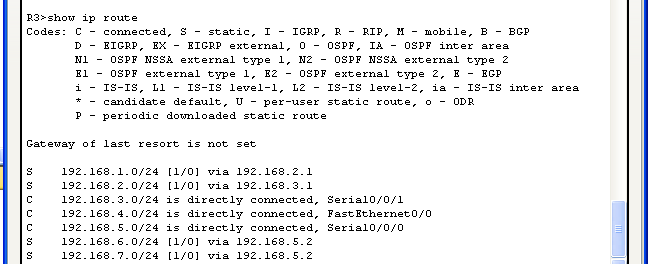 R3>show ip route
Codes: C - connected, S - static, I - IGRP, R - RIP, M - mobile, B - BGP
       D - EIGRP, EX - EIGRP external, O - OSPF, IA - OSPF inter area
       N1 - OSPF NSSA external type 1, N2 - OSPF NSSA external type 2
       E1 - OSPF external type 1, E2 - OSPF external type 2, E - EGP
       i - IS-IS, L1 - IS-IS level-1, L2 - IS-IS level-2, ia - IS-IS inter area
       * - candidate default, U - per-user static route, o - ODR
       P - periodic downloaded static route
Gateway of last resort is not set
S    192.168.1.0/24 [1/0] via 192.168.2.1
S    192.168.2.0/24 [1/0] via 192.168.3.1
C    192.168.3.0/24 is directly connected, Serial0/0/1
C    192.168.4.0/24 is directly connected, FastEthernet0/0
C    192.168.5.0/24 is directly connected, Serial0/0/0
S    192.168.6.0/24 [1/0] via 192.168.5.2
S    192.168.7.0/24 [1/0] via 192.168.5.2